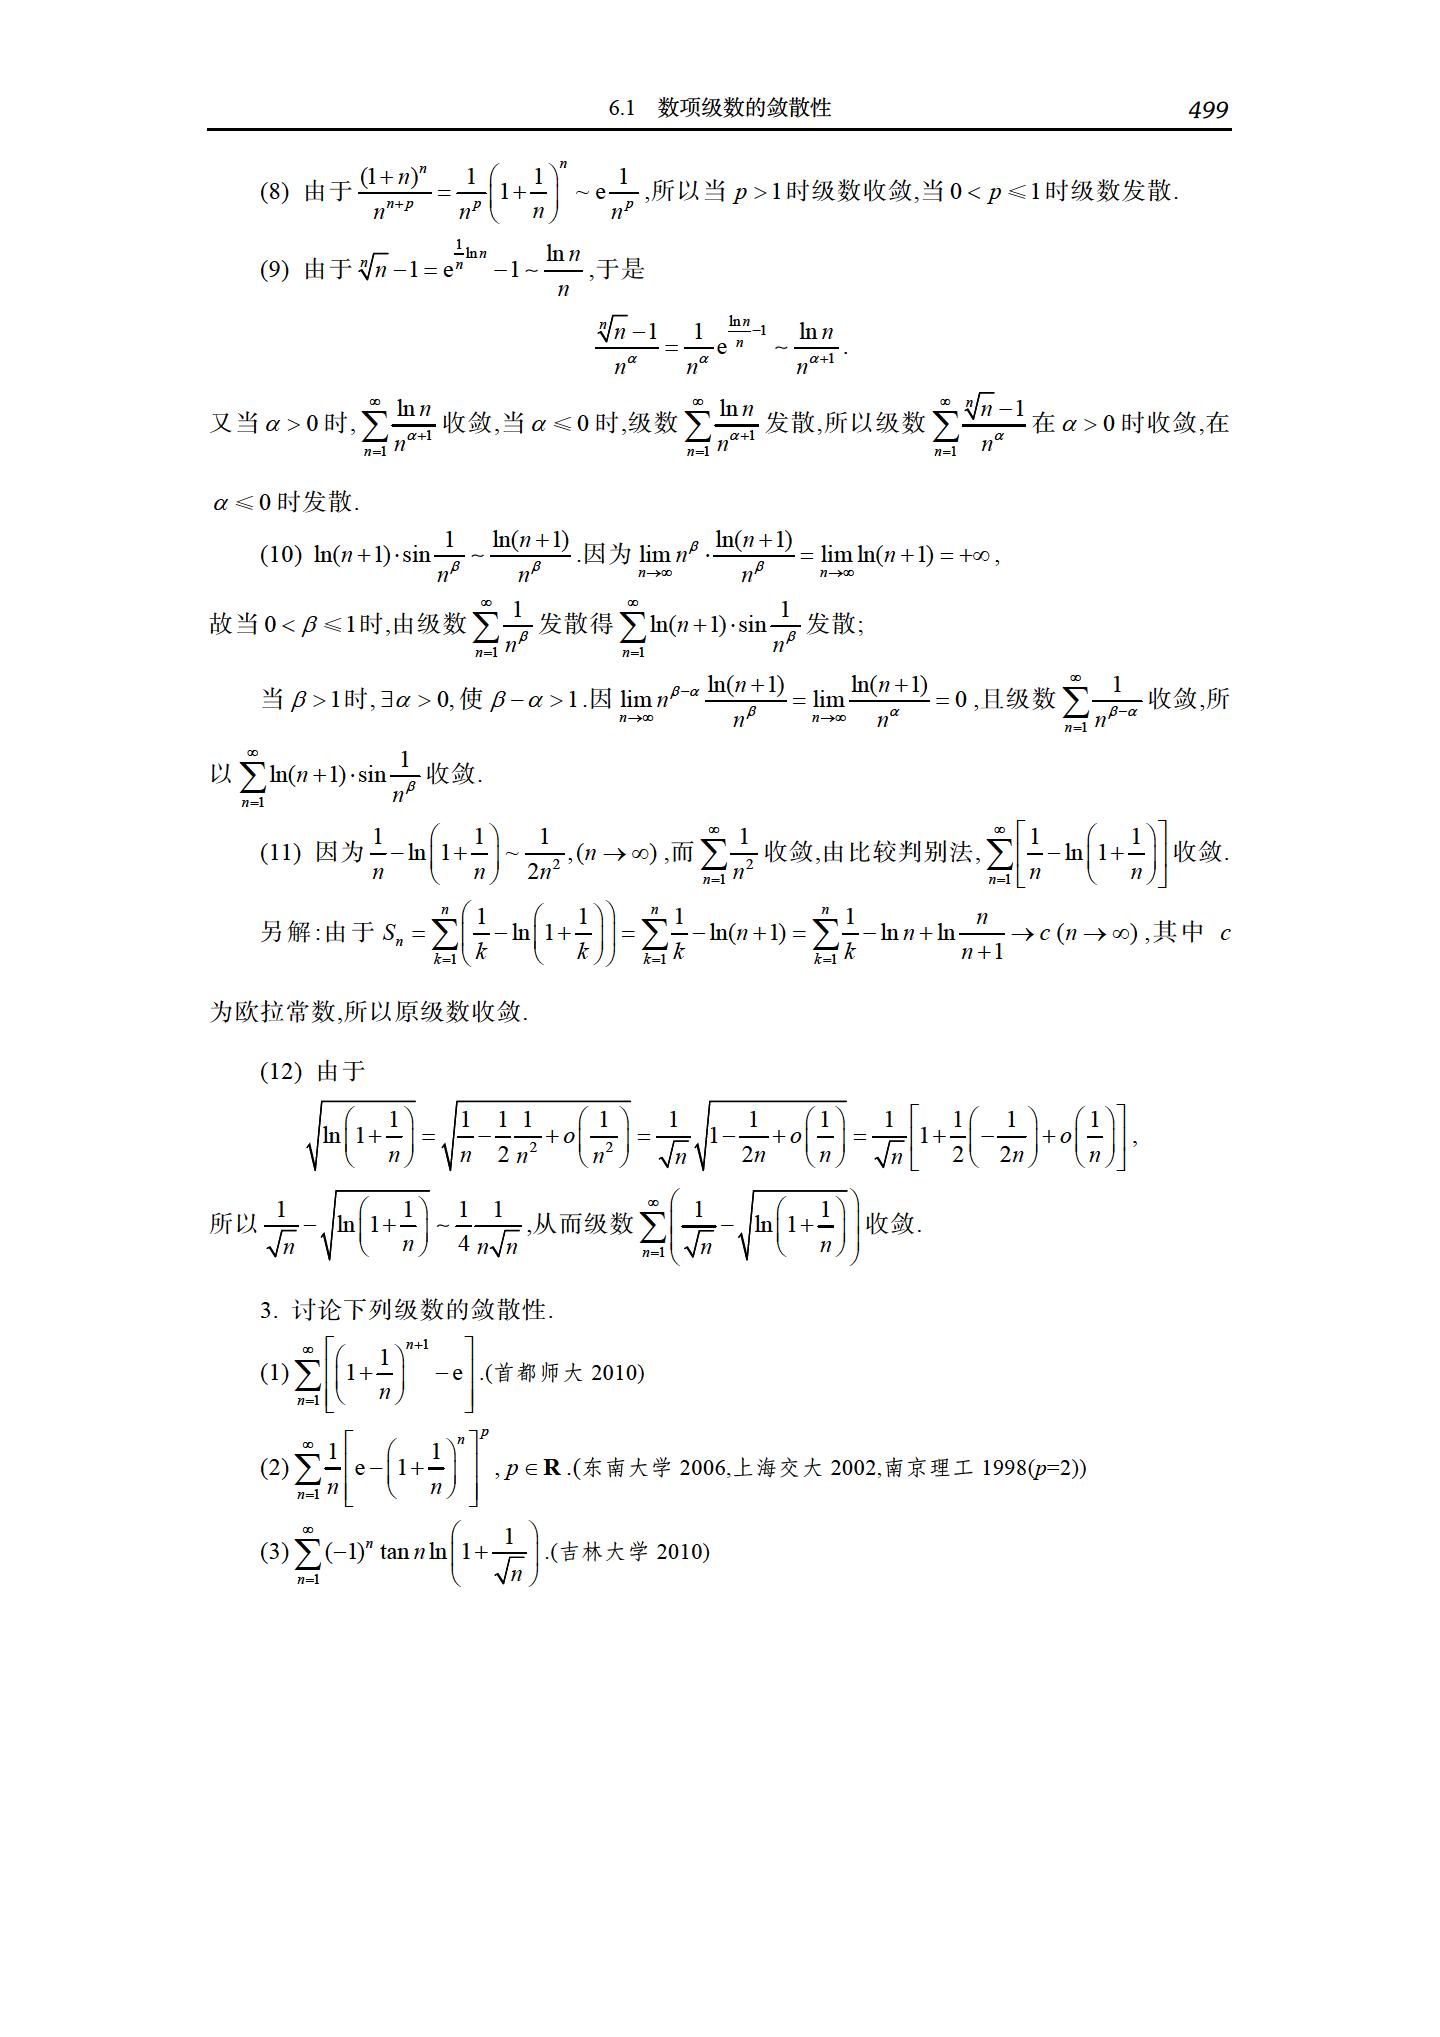 6.1 数项级数的敛散性 499
(8) 由于 $\frac{(1+n)^n}{n^{n+p}}=\frac{1}{n^p}\left(1+\frac{1}{n}\right)^n\sim \mathrm{e}\frac{1}{n^p}$,所以当 $p>1$ 时级数收敛,当 $0<p\leqslant 1$ 时级数发散.
(9) 由于 $\sqrt[n]{n}-1=\mathrm{e}^{\frac{1}{n}\ln n}-1\sim\frac{\ln n}{n}$,于是
$\frac{\sqrt[n]{n}-1}{n^\alpha}=\frac{1}{n^\alpha}\mathrm{e}^{\frac{\ln n}{n}-1}\sim\frac{\ln n}{n^{\alpha+1}}.$
又当 $\alpha>0$ 时,$\sum_{n=1}^{\infty}\frac{\ln n}{n^{\alpha+1}}$ 收敛,当 $\alpha\leqslant 0$ 时,级数 $\sum_{n=1}^{\infty}\frac{\ln n}{n^{\alpha+1}}$ 发散,所以级数 $\sum_{n=1}^{\infty}\frac{\sqrt[n]{n}-1}{n^\alpha}$ 在 $\alpha>0$ 时收敛,在
$\alpha\leqslant 0$ 时发散.
(10) $\ln(n+1)\cdot\sin\frac{1}{n^\beta}\sim\frac{\ln(n+1)}{n^\beta}$.因为 $\lim_{n\to\infty}n^\beta\cdot\frac{\ln(n+1)}{n^\beta}=\lim_{n\to\infty}\ln(n+1)=+\infty$,
故当 $0<\beta\leqslant 1$ 时,由级数 $\sum_{n=1}^{\infty}\frac{1}{n^\beta}$ 发散得 $\sum_{n=1}^{\infty}\ln(n+1)\cdot\sin\frac{1}{n^\beta}$ 发散;
当 $\beta>1$ 时, $\exists\alpha>0$, 使 $\beta-\alpha>1$.因 $\lim_{n\to\infty}n^{\beta-\alpha}\frac{\ln(n+1)}{n^\beta}=\lim_{n\to\infty}\frac{\ln(n+1)}{n^\alpha}=0$,且级数 $\sum_{n=1}^{\infty}\frac{1}{n^{\beta-\alpha}}$ 收敛,所
以 $\sum_{n=1}^{\infty}\ln(n+1)\cdot\sin\frac{1}{n^\beta}$ 收敛.
(11) 因为 $\frac{1}{n}-\ln\left(1+\frac{1}{n}\right)\sim\frac{1}{2n^2},(n\to\infty)$,而 $\sum_{n=1}^{\infty}\frac{1}{n^2}$ 收敛,由比较判别法, $\sum_{n=1}^{\infty}\left[\frac{1}{n}-\ln\left(1+\frac{1}{n}\right)\right]$ 收敛.
另解:由于 $S_n=\sum_{k=1}^{n}\left(\frac{1}{k}-\ln\left(1+\frac{1}{k}\right)\right)=\sum_{k=1}^{n}\frac{1}{k}-\ln(n+1)=\sum_{k=1}^{n}\frac{1}{k}-\ln n+\ln\frac{n}{n+1}\to c\,(n\to\infty)$,其中 $c$
为欧拉常数,所以原级数收敛.
(12) 由于
$\sqrt{\ln\left(1+\frac{1}{n}\right)}=\sqrt{\frac{1}{n}-\frac{1}{2}\frac{1}{n^2}+o\left(\frac{1}{n^2}\right)}=\frac{1}{\sqrt{n}}\sqrt{1-\frac{1}{2n}+o\left(\frac{1}{n}\right)}=\frac{1}{\sqrt{n}}\left[1+\frac{1}{2}\left(-\frac{1}{2n}\right)+o\left(\frac{1}{n}\right)\right],$
所以 $\frac{1}{\sqrt{n}}-\sqrt{\ln\left(1+\frac{1}{n}\right)}\sim\frac{1}{4}\frac{1}{n\sqrt{n}}$,从而级数 $\sum_{n=1}^{\infty}\left(\frac{1}{\sqrt{n}}-\sqrt{\ln\left(1+\frac{1}{n}\right)}\right)$ 收敛.
3. 讨论下列级数的敛散性.
(1) $\sum_{n=1}^{\infty}\left[\left(1+\frac{1}{n}\right)^{n+1}-\mathrm{e}\right]$.(首都师大 2010)
(2) $\sum_{n=1}^{\infty}\frac{1}{n}\left[\mathrm{e}-\left(1+\frac{1}{n}\right)^n\right]^p,p\in\mathbf{R}$.(东南大学 2006,上海交大 2002,南京理工 1998(p=2))
(3) $\sum_{n=1}^{\infty}(-1)^n\tan n\ln\left(1+\frac{1}{\sqrt{n}}\right)$.(吉林大学 2010)